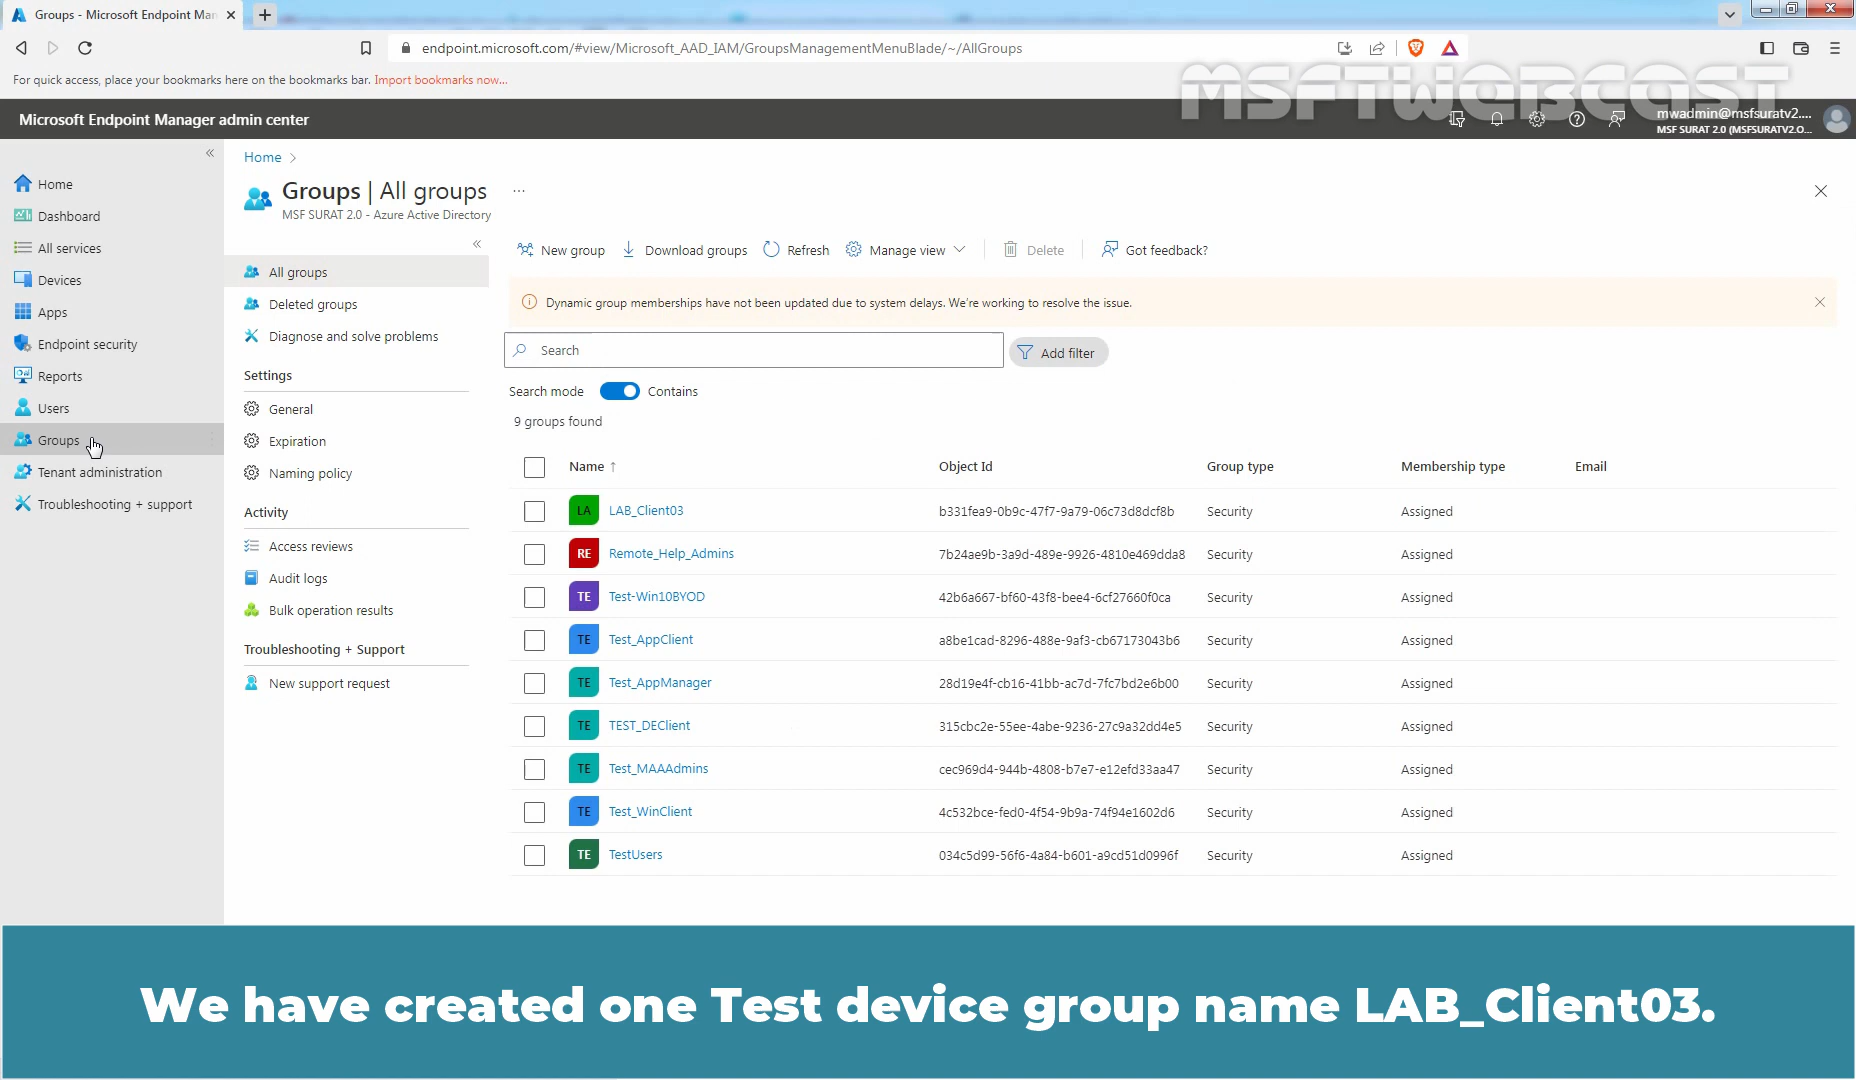 Groups - Microsoft Endpoint Man
endpoint.microsoft.com/#view/Microsoft_AAD_IAM/GroupsManagementMenuBlade/~/AllGroups
For quick access, place your bookmarks here on the bookmarks bar. Import bookmarks now...
MSFTWEBCAST
Microsoft Endpoint Manager admin center
mwadmin@msfsuratv2....
MSF SURAT 2.0 (MSFSURATV2.O...
Home
Dashboard
All services
Devices
Apps
Endpoint security
Reports
Users
Groups
Tenant administration
Troubleshooting + support
Home
Groups | All groups
MSF SURAT 2.0 - Azure Active Directory
All groups
Deleted groups
Diagnose and solve problems
Settings
General
Expiration
Naming policy
Activity
Access reviews
Audit logs
Bulk operation results
Troubleshooting + Support
New support request
New group Download groups Refresh Manage view Delete Got feedback?
Dynamic group memberships have not been updated due to system delays. We're working to resolve the issue.
Search Add filter
Search mode Contains
9 groups found
Name ↑ Object Id Group type Membership type Email
LA LAB_Client03 b331fea9-0b9c-47f7-9a79-06c73d8dcf8b Security Assigned
RE Remote_Help_Admins 7b24ae9b-3a9d-489e-9926-4810e469dda8 Security Assigned
TE Test-Win10BYOD 42b6a667-bf60-43f8-bee4-6cf27660f0ca Security Assigned
TE Test_AppClient a8be1cad-8296-488e-9af3-cb67173043b6 Security Assigned
TE Test_AppManager 28d19e4f-cb16-41bb-ac7d-7fc7bd2e6b00 Security Assigned
TE TEST_DEClient 315cbc2e-55ee-4abe-9236-27c9a32dd4e5 Security Assigned
TE Test_MAAAdmins cec969d4-944b-4808-b7e7-e12efd33aa47 Security Assigned
TE Test_WinClient 4c532bce-fed0-4f54-9b9a-74f94e1602d6 Security Assigned
TE TestUsers 034c5d99-56f6-4a84-b601-a9cd51d0996f Security Assigned
We have created one Test device group name LAB_Client03.